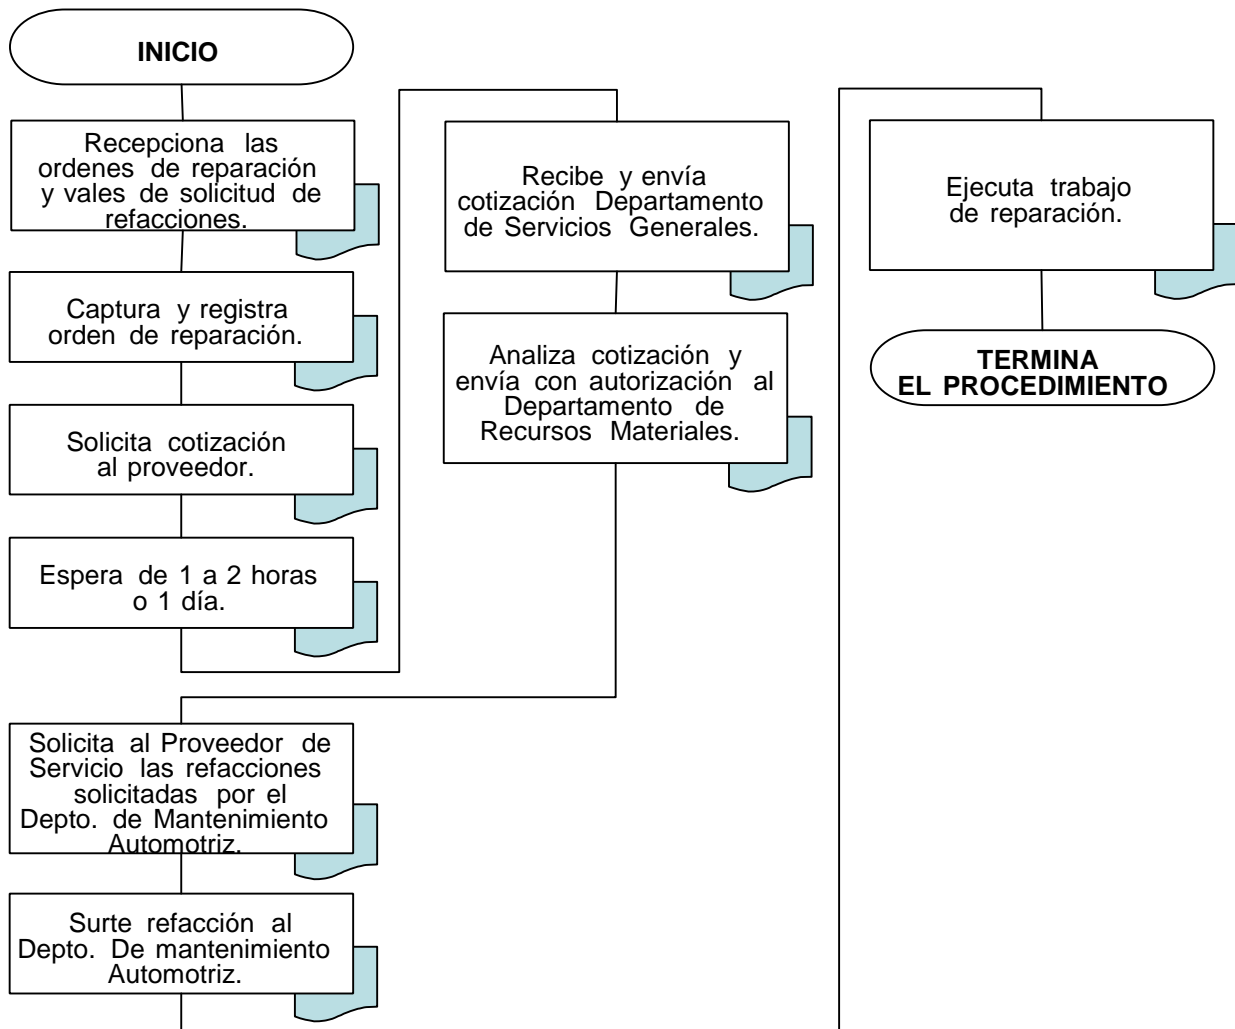 INICIO
Recepciona las
ordenes de reparación
y vales de solicitud de
refacciones.
Captura y registra
orden de reparación.
Solicita cotización
al proveedor.
Espera de 1 a 2 horas
o 1 día.
Recibe y envía
cotización Departamento
de Servicios Generales.
Analiza cotización y
envía con autorización al
Departamento de
Recursos Materiales.
Solicita al Proveedor de
Servicio las refacciones
solicitadas por el
Depto. de Mantenimiento
Automotriz.
Surte refacción al
Depto. De mantenimiento
Automotriz.
Ejecuta trabajo
de reparación.
TERMINA
EL PROCEDIMIENTO